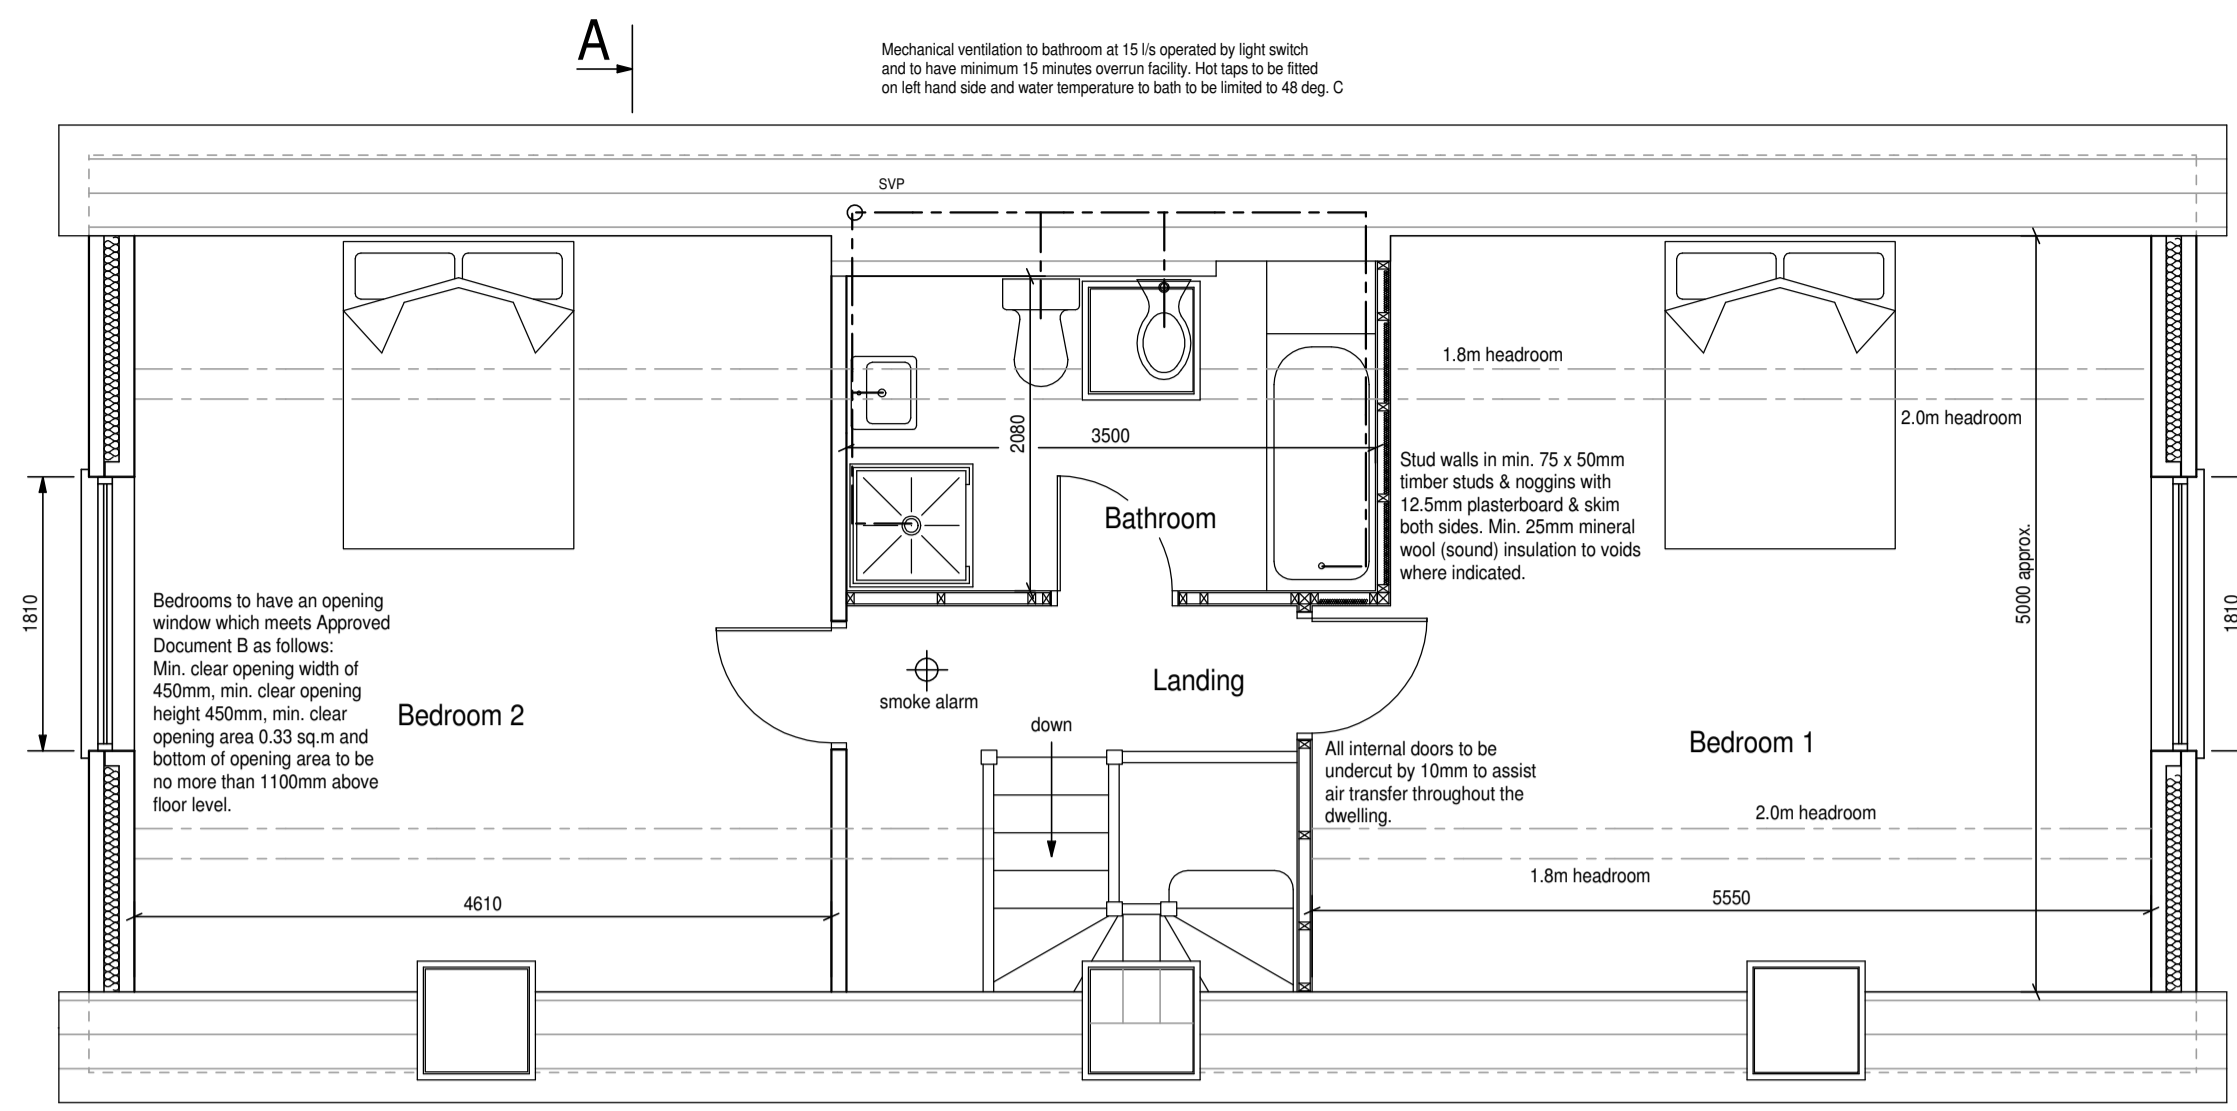 A
Mechanical ventilation to bathroom at 15 l/s operated by light switch
and to have minimum 15 minutes overrun facility. Hot taps to be fitted
on left hand side and water temperature to bath to be limited to 48 deg. C
SVP
1.8m headroom
2.0m headroom
2080
3500
Stud walls in min. 75 x 50mm
timber studs & noggins with
12.5mm plasterboard & skim
both sides. Min. 25mm mineral
wool (sound) insulation to voids
where indicated.
Bathroom
5000 approx.
1810
1810
Bedrooms to have an opening
window which meets Approved
Document B as follows:
Min. clear opening width of
450mm, min. clear opening
height 450mm, min. clear
opening area 0.33 sq.m and
bottom of opening area to be
no more than 1100mm above
floor level.
Bedroom 2
smoke alarm
Landing
down
Bedroom 1
All internal doors to be
undercut by 10mm to assist
air transfer throughout the
dwelling.
2.0m headroom
1.8m headroom
4610
5550